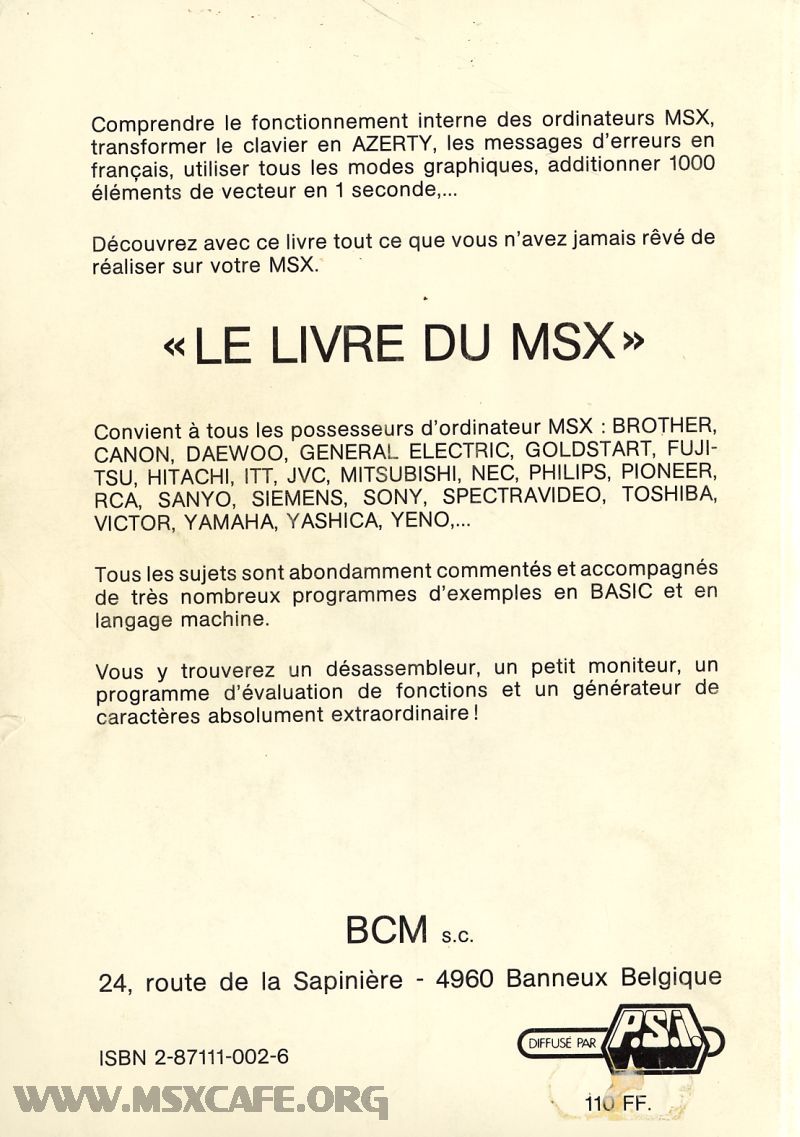 Comprendre le fonctionnement interne des ordinateurs MSX,
transformer le clavier en AZERTY, les messages d'erreurs en
français, utiliser tous les modes graphiques, additionner 1000
éléments de vecteur en 1 seconde,...
Découvrez avec ce livre tout ce que vous n'avez jamais rêvé de
réaliser sur votre MSX.
«LE LIVRE DU MSX»
Convient à tous les possesseurs d'ordinateur MSX : BROTHER,
CANON, DAEWOO, GENERAL ELECTRIC, GOLDSTART, FUJI-
TSU, HITACHI, ITT, JVC, MITSUBISHI, NEC, PHILIPS, PIONEER,
RCA, SANYO, SIEMENS, SONY, SPECTRAVIDEO, TOSHIBA,
VICTOR, YAMAHA, YASHICA, YENO,...
Tous les sujets sont abondamment commentés et accompagnés
de très nombreux programmes d'exemples en BASIC et en
langage machine.
Vous y trouverez un désassembleur, un petit moniteur, un
programme d'évaluation de fonctions et un générateur de
caractères absolument extraordinaire !
BCM s.c.
24, route de la Sapinière - 4960 Banneux Belgique
DIFFUSÉ PAR P.S.I.
ISBN 2-87111-002-6
110 FF.
WWW.MSXCAFE.ORG